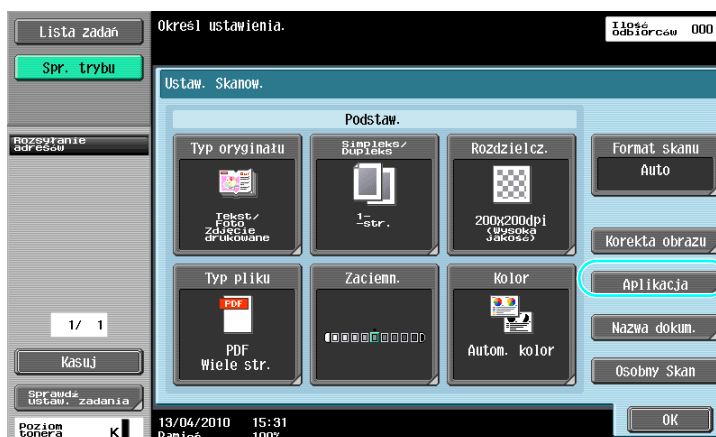 Lista zadań
Określ ustawienia.
Ilość
odbiorców 000
Spr. trybu
Ustaw. Skanow.
Podstaw.
Rozsyłanie
adresów
Typ oryginału
Simpleks/
Dupleks
Rozdzielcz.
Format skanu
Auto
Tekst/
Foto
Zdjęcie
drukowane
1-
-str.
200X200dpi
(Wysoka
Jakość)
Korekta obrazu
Typ pliku
Zaciemn.
Kolor
Aplikacja
PDF
PDF
Wiele str.
Autom. kolor
Nazwa dokum.
1/ 1
Kasuj
Osobny Skan
Sprawdź
ustaw. zadania
OK
Poziom
tonera K
13/04/2010 15:31
Pamięć 100%